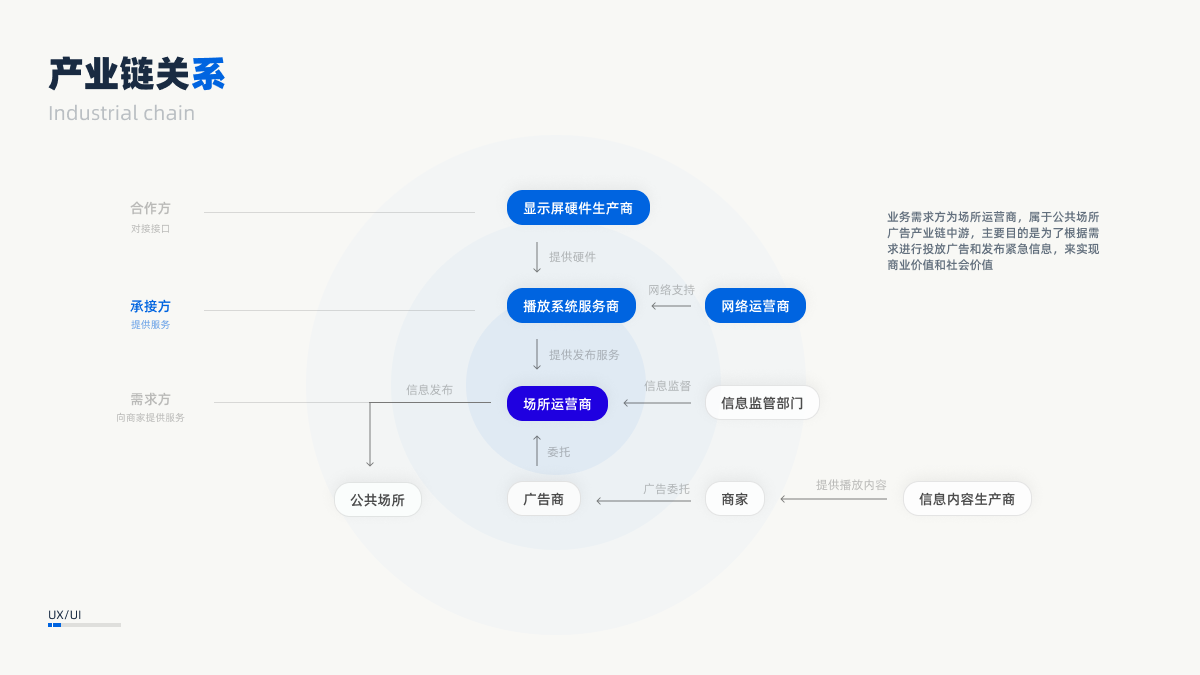 产业链关系
Industrial chain
合作方
对接接口
显示屏硬件生产商
业务需求方为场所运营商，属于公共场所
广告产业链中游，主要目的是为了根据需
求进行投放广告和发布紧急信息，来实现
商业价值和社会价值
提供硬件
承接方
提供服务
播放系统服务商
网络支持
网络运营商
提供发布服务
需求方
向商家提供服务
信息发布
场所运营商
信息监督
信息监管部门
委托
公共场所
广告商
广告委托
商家
提供播放内容
信息内容生产商
UX/UI